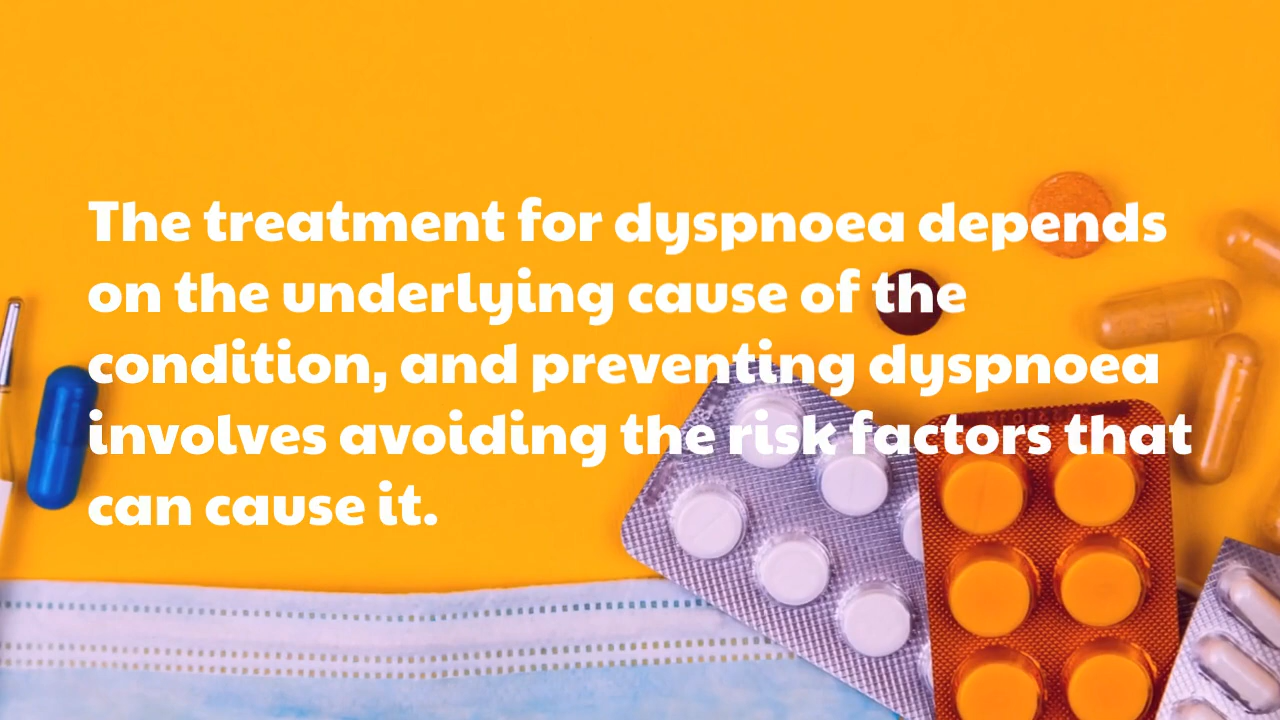 The treatment for dyspnoea depends
on the underlying cause of the
condition, and preventing dyspnoea
involves avoiding the risk factors that
can cause it.